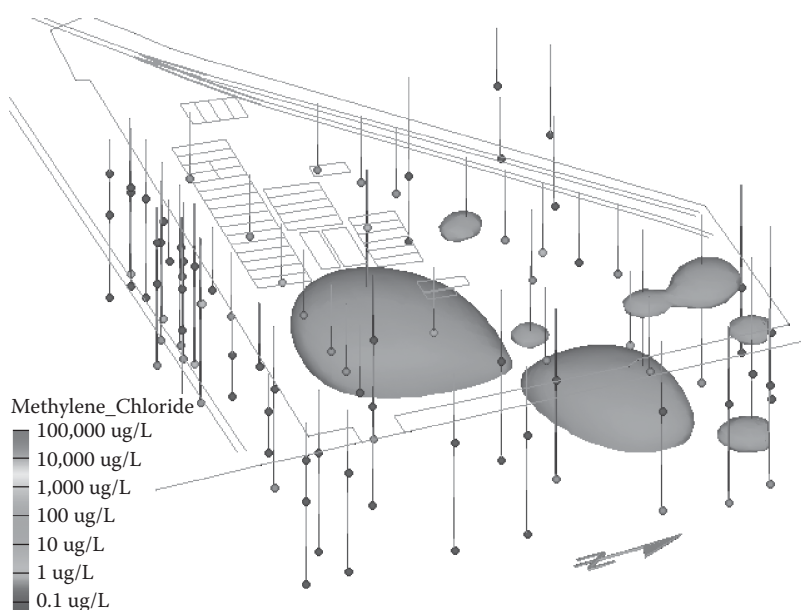 Methylene_Chloride
100,000 ug/L
10,000 ug/L
1,000 ug/L
100 ug/L
10 ug/L
1 ug/L
0.1 ug/L
N